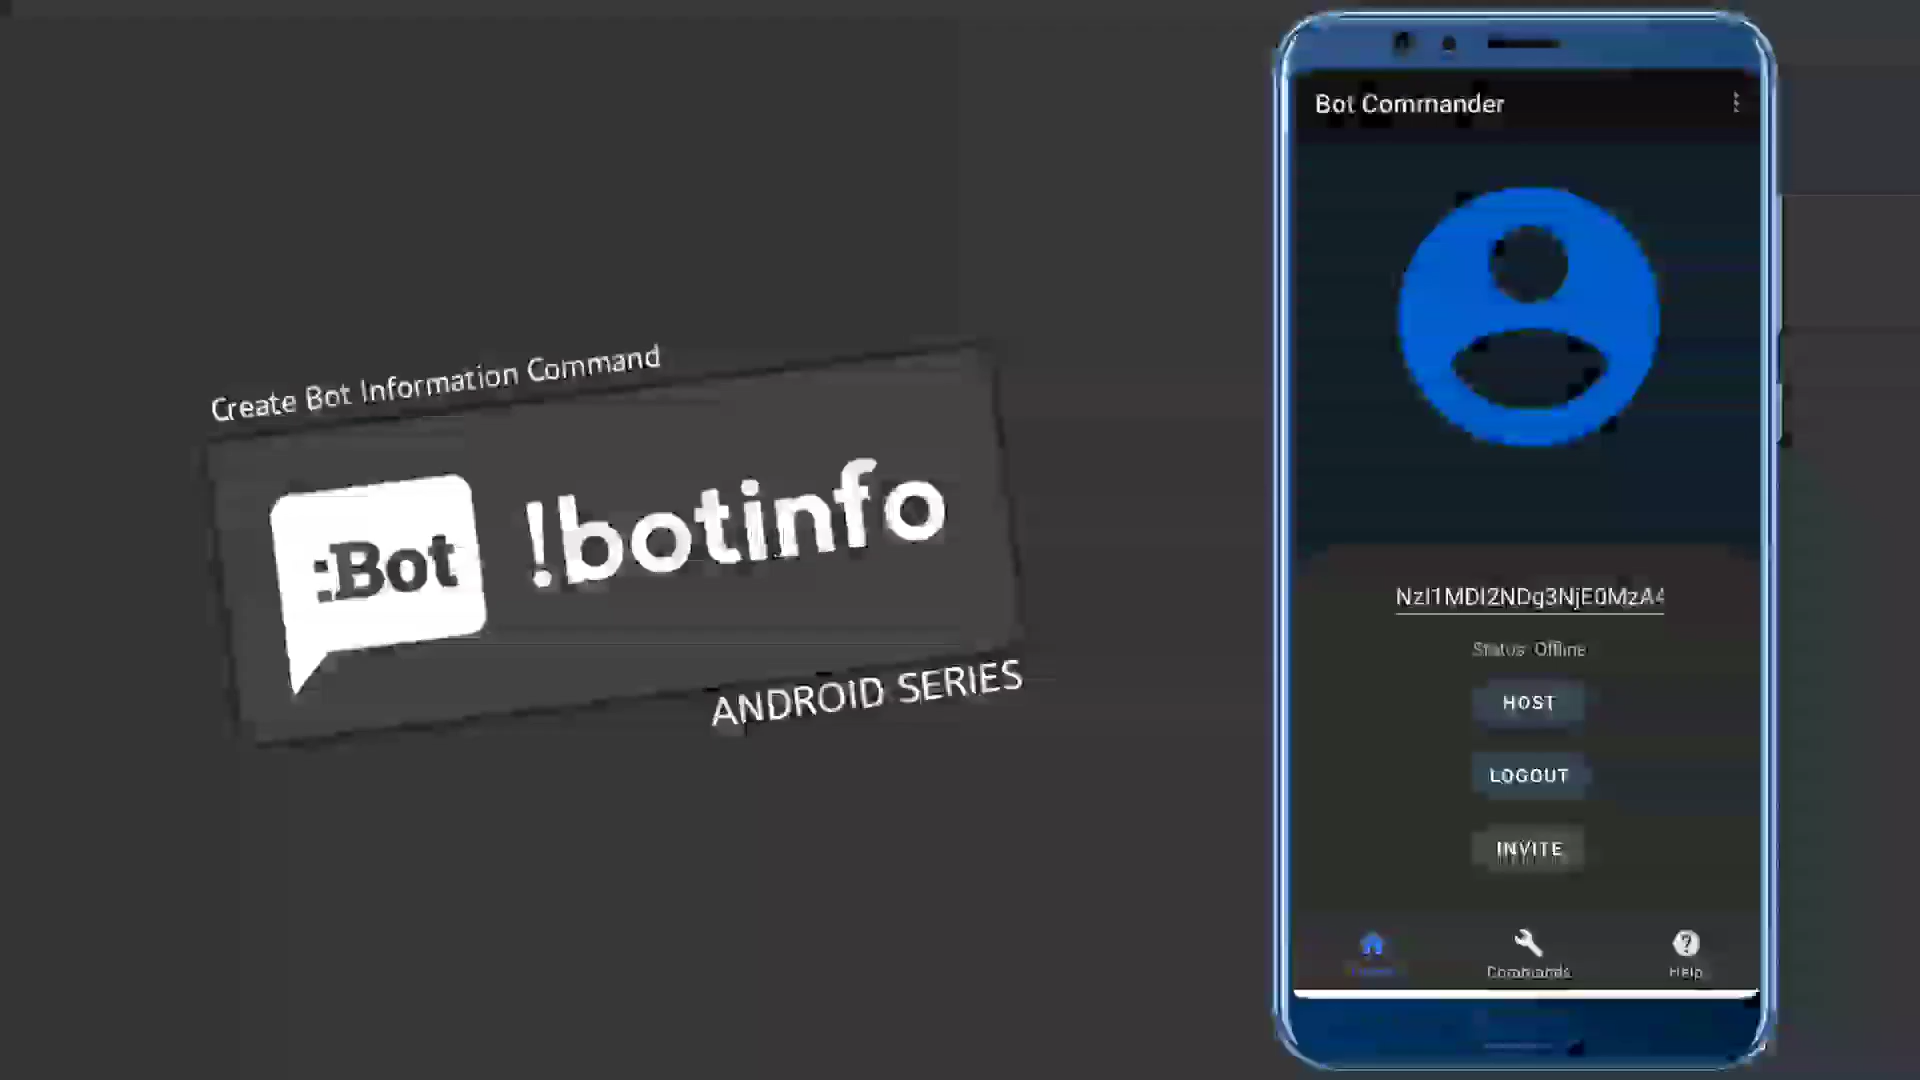 Create Bot Information Command
:Bot
!botinfo
ANDROID SERIES
Bot Commander
NzI1MDI2NDg3NjE0MzA4
Status: Offline
HOST
LOGOUT
INVITE
Commands
Help